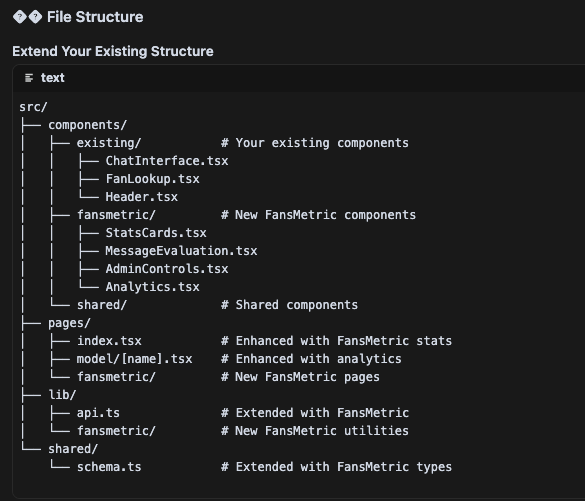 �� File Structure
Extend Your Existing Structure
text
src/
├── components/
│   ├── existing/           # Your existing components
│   │   ├── ChatInterface.tsx
│   │   ├── FanLookup.tsx
│   │   └── Header.tsx
│   ├── fansmetric/         # New FansMetric components
│   │   ├── StatsCards.tsx
│   │   ├── MessageEvaluation.tsx
│   │   ├── AdminControls.tsx
│   │   └── Analytics.tsx
│   └── shared/             # Shared components
├── pages/
│   ├── index.tsx           # Enhanced with FansMetric stats
│   ├── model/[name].tsx    # Enhanced with analytics
│   └── fansmetric/         # New FansMetric pages
├── lib/
│   ├── api.ts              # Extended with FansMetric
│   └── fansmetric/         # New FansMetric utilities
└── shared/
    └── schema.ts           # Extended with FansMetric types